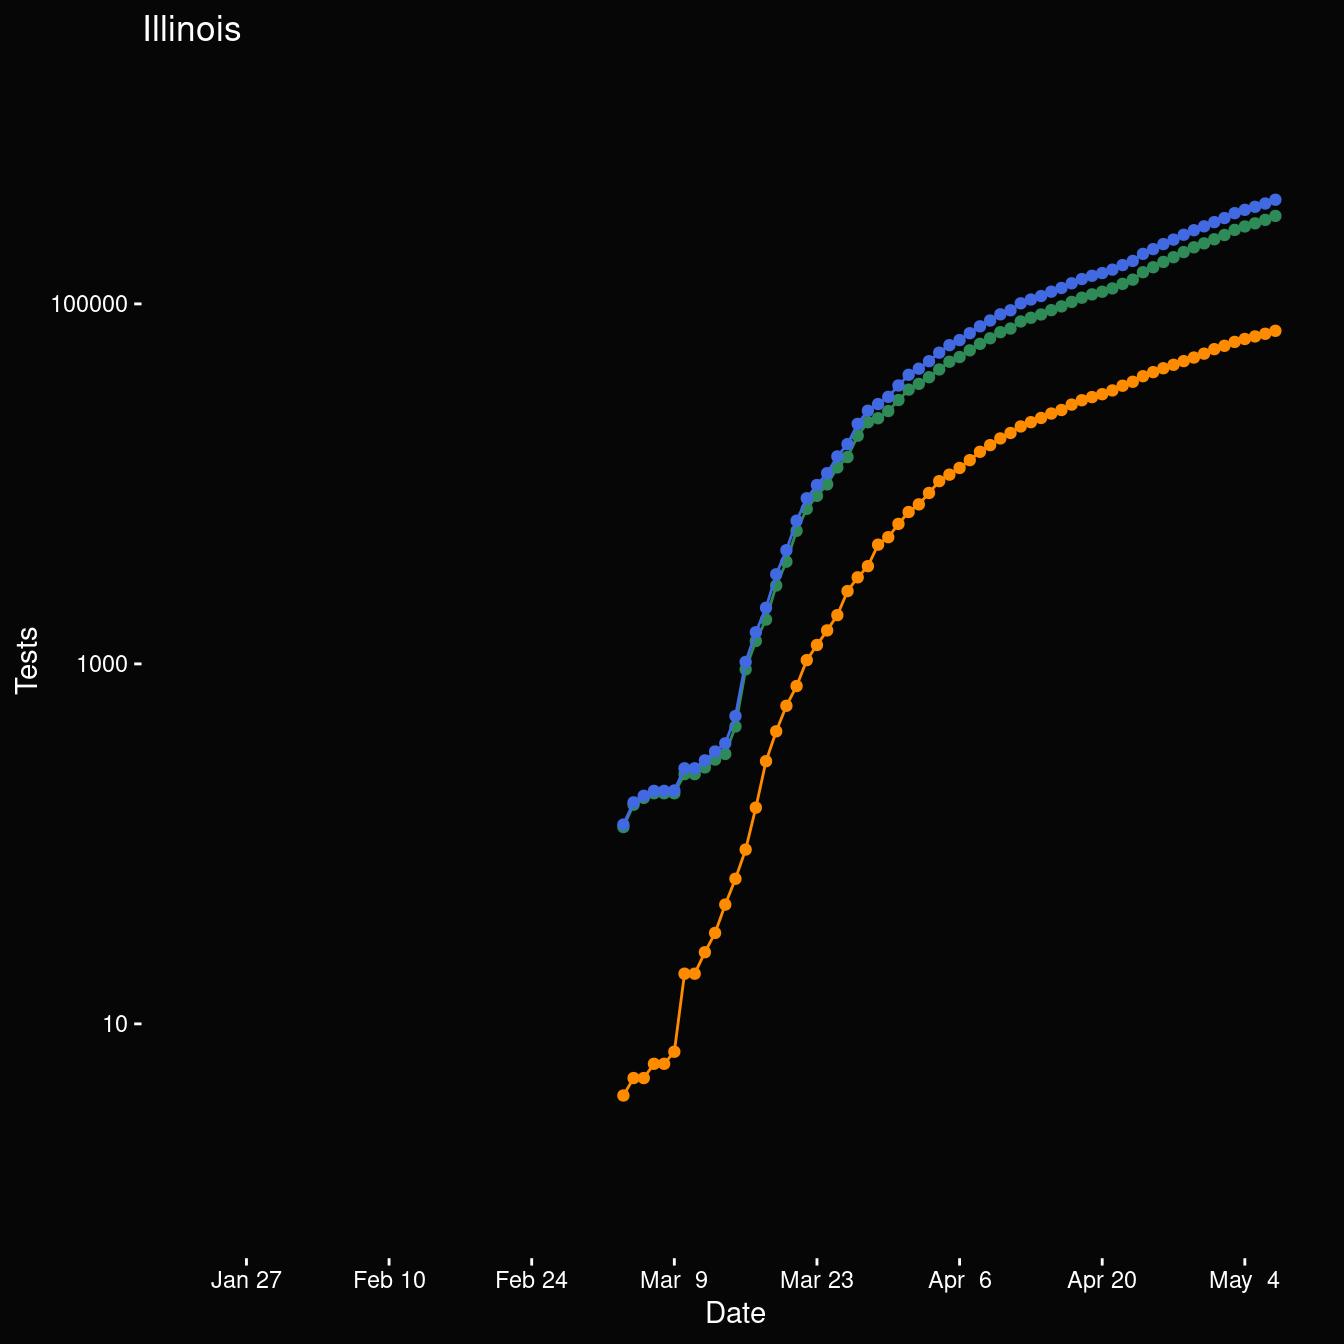 Illinois
Tests
100000
1000
10
Jan 27
Feb 10
Feb 24
Mar  9
Mar 23
Apr  6
Apr 20
May  4
Date